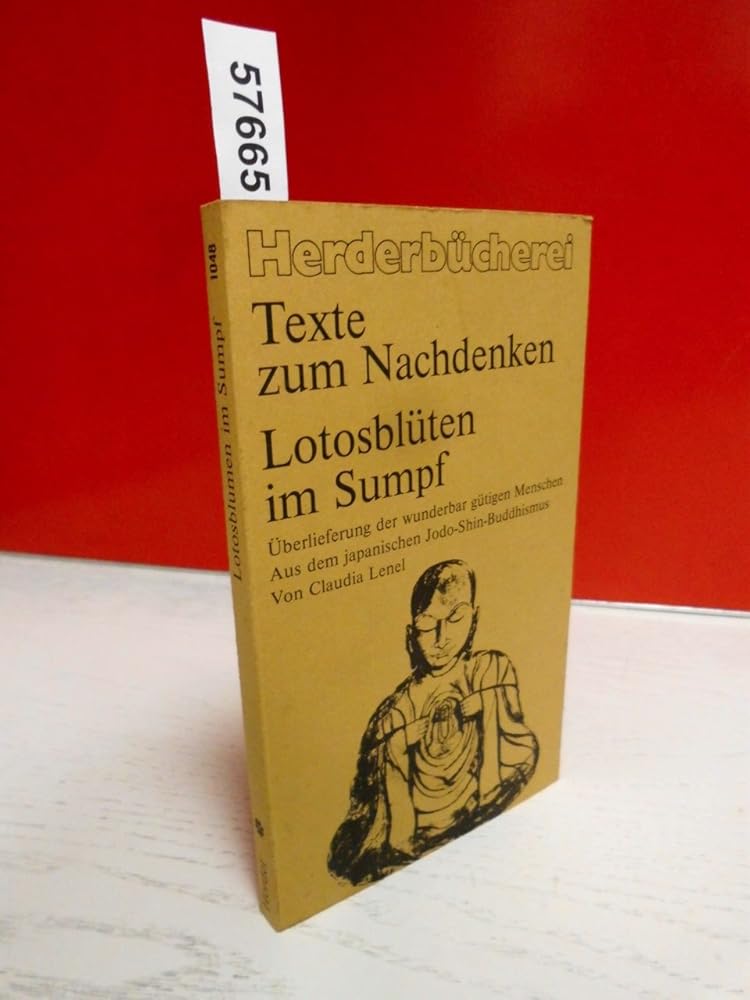 57665
Herderbücherei
Texte
zum Nachdenken
Lotosblüten
im Sumpf
Überlieferung der wunderbar gütigen Menschen
Aus dem japanischen Jodo-Shin-Buddhismus
Von Claudia Lenel
1048
Lotosblumen im Sumpf
Herder